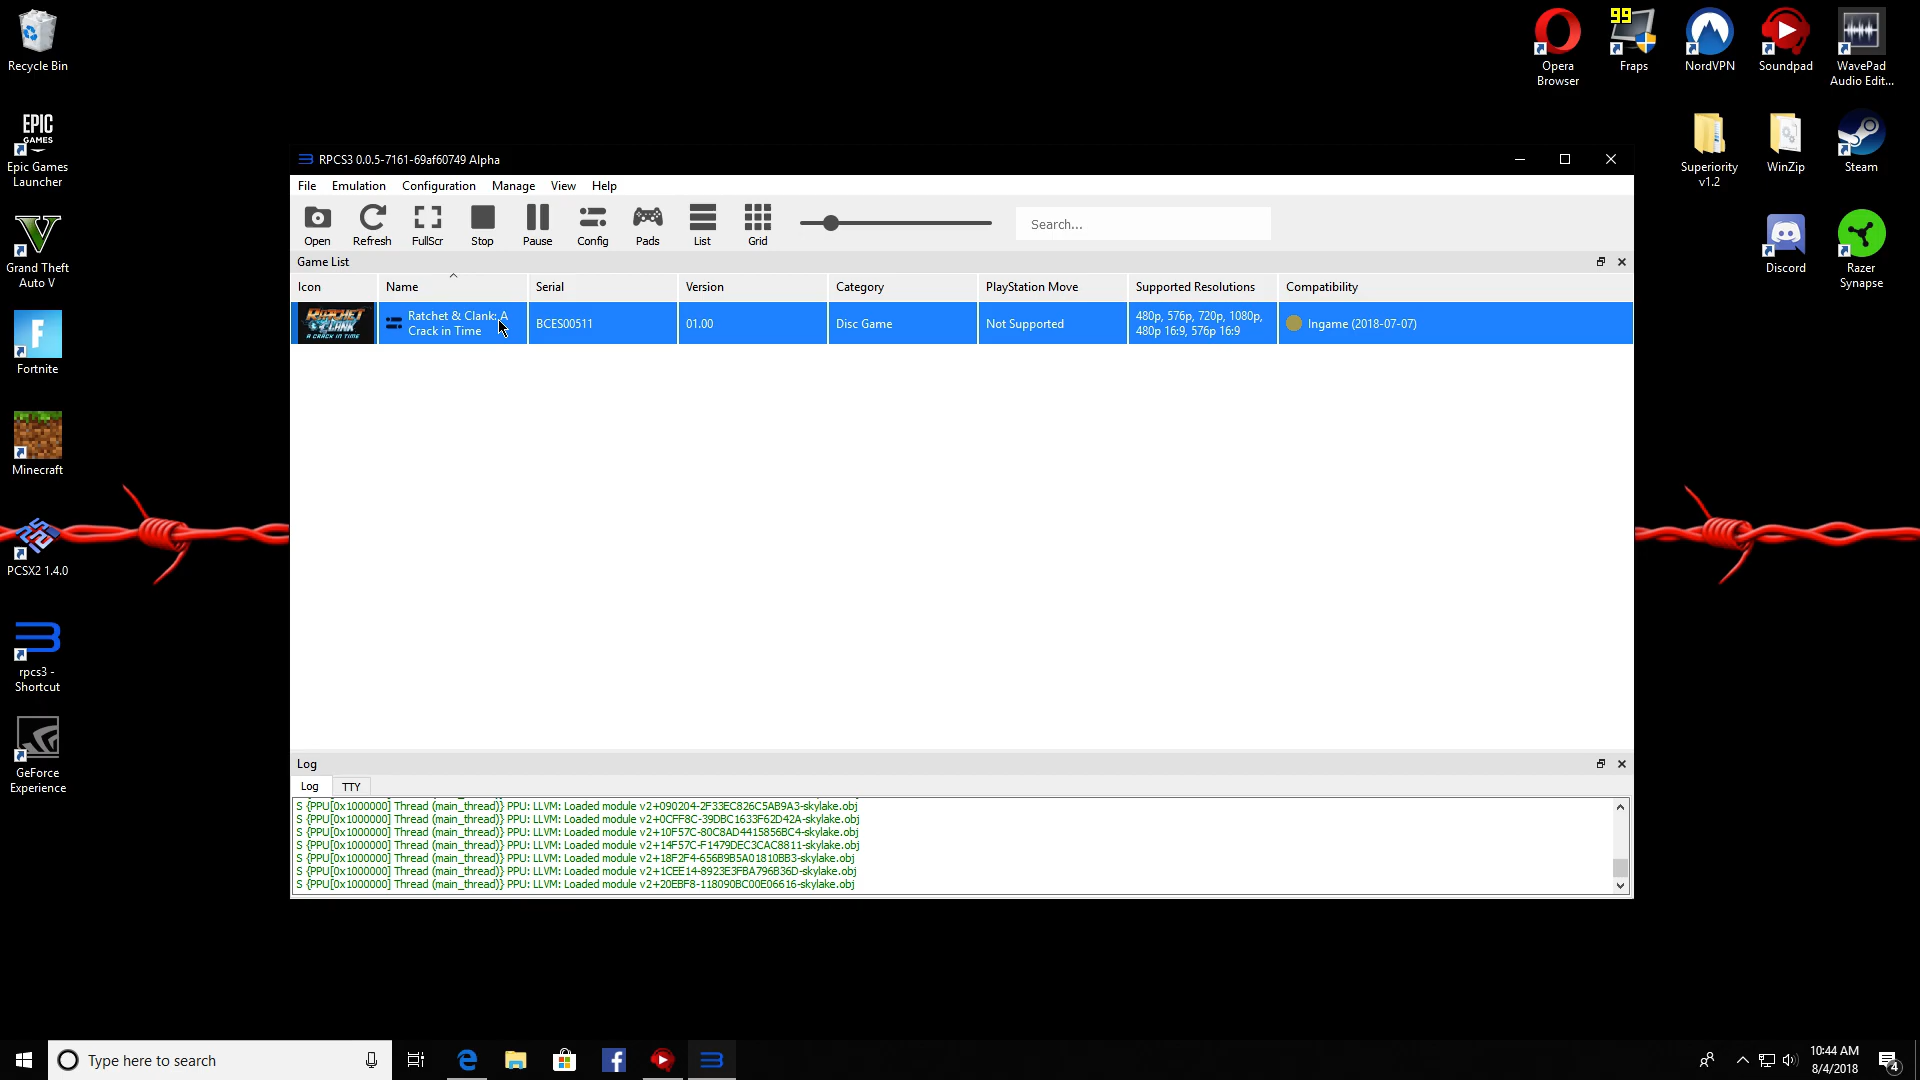 Recycle Bin
EPIC
GAMES
Epic Games
Launcher
V
Grand Theft
Auto V
Fortnite
Minecraft
PCSX2 1.4.0
rpcs3 -
Shortcut
GeForce
Experience
Opera
Browser
99
Fraps
NordVPN
Soundpad
WavePad
Audio Edit...
Superiority
v1.2
WinZip
Steam
Discord
Razer
Synapse
RPCS3 0.0.5-7161-69af60749 Alpha
File Emulation Configuration Manage View Help
Open Refresh FullScr Stop Pause Config Pads List Grid Search...
Game List
Icon Name Serial Version Category PlayStation Move Supported Resolutions Compatibility
RATCHET
CLANK
A CRACK IN TIME
Ratchet & Clank: A
Crack in Time
BCES00511
01.00
Disc Game
Not Supported
480p, 576p, 720p, 1080p,
480p 16:9, 576p 16:9
Ingame (2018-07-07)
Log
Log TTY
S {PPU[0x1000000] Thread (main_thread)} PPU: LLVM: Loaded module v2+090204-2F33EC826C5AB9A3-skylake.obj
S {PPU[0x1000000] Thread (main_thread)} PPU: LLVM: Loaded module v2+0CFF8C-39DBC1633F62D42A-skylake.obj
S {PPU[0x1000000] Thread (main_thread)} PPU: LLVM: Loaded module v2+10F57C-80C8AD4415856BC4-skylake.obj
S {PPU[0x1000000] Thread (main_thread)} PPU: LLVM: Loaded module v2+14F57C-F1479DEC3CAC8811-skylake.obj
S {PPU[0x1000000] Thread (main_thread)} PPU: LLVM: Loaded module v2+18F2F4-656B9B5A01810BB3-skylake.obj
S {PPU[0x1000000] Thread (main_thread)} PPU: LLVM: Loaded module v2+1CEE14-8923E3FBA796B36D-skylake.obj
S {PPU[0x1000000] Thread (main_thread)} PPU: LLVM: Loaded module v2+20EBF8-118090BC00E06616-skylake.obj
Type here to search
10:44 AM
8/4/2018
4